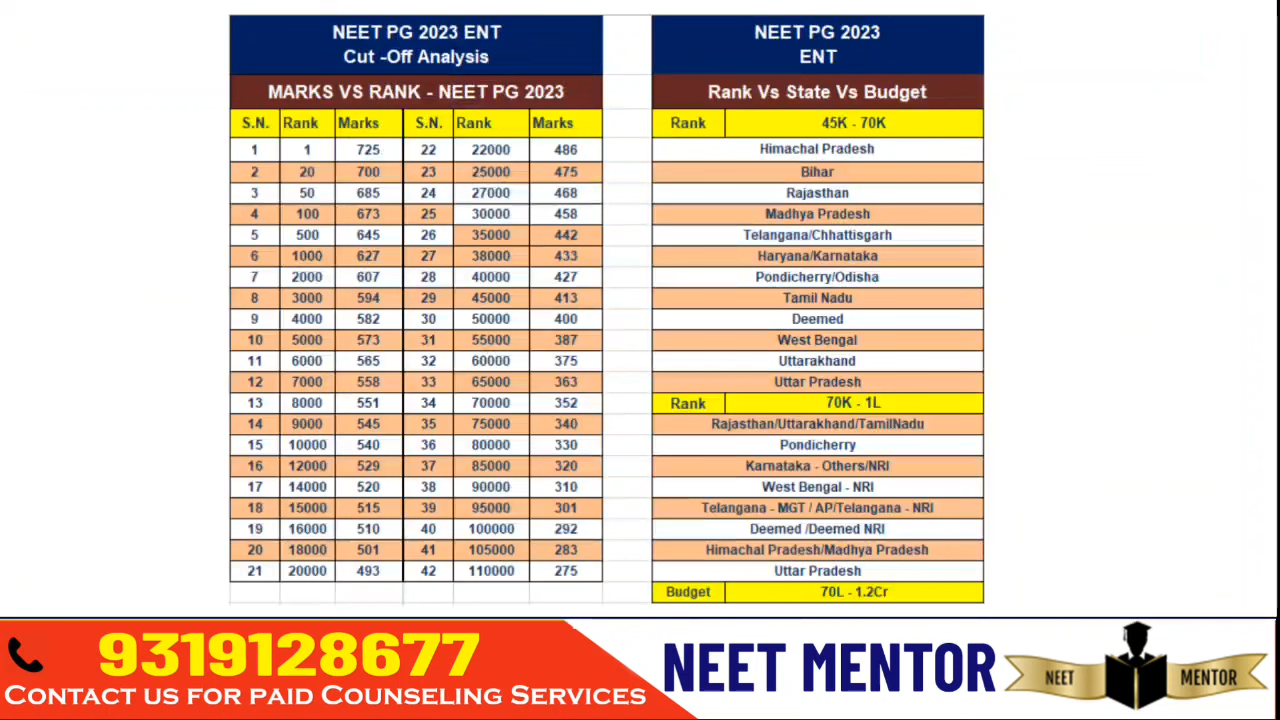 NEET PG 2023 ENT
Cut -Off Analysis
MARKS VS RANK - NEET PG 2023
S.N. Rank Marks S.N. Rank Marks
1 1 725 22 22000 486
2 20 700 23 25000 475
3 50 685 24 27000 468
4 100 673 25 30000 458
5 500 645 26 35000 442
6 1000 627 27 38000 433
7 2000 607 28 40000 427
8 3000 594 29 45000 413
9 4000 582 30 50000 400
10 5000 573 31 55000 387
11 6000 565 32 60000 375
12 7000 558 33 65000 363
13 8000 551 34 70000 352
14 9000 545 35 75000 340
15 10000 540 36 80000 330
16 12000 529 37 85000 320
17 14000 520 38 90000 310
18 15000 515 39 95000 301
19 16000 510 40 100000 292
20 18000 501 41 105000 283
21 20000 493 42 110000 275
NEET PG 2023
ENT
Rank Vs State Vs Budget
Rank 45K - 70K
Himachal Pradesh
Bihar
Rajasthan
Madhya Pradesh
Telangana/Chhattisgarh
Haryana/Karnataka
Pondicherry/Odisha
Tamil Nadu
Deemed
West Bengal
Uttarakhand
Uttar Pradesh
Rank 70K - 1L
Rajasthan/Uttarakhand/TamilNadu
Pondicherry
Karnataka - Others/NRI
West Bengal - NRI
Telangana - MGT / AP/Telangana - NRI
Deemed /Deemed NRI
Himachal Pradesh/Madhya Pradesh
Uttar Pradesh
Budget 70L - 1.2Cr
9319128677
CONTACT US FOR PAID COUNSELING SERVICES
NEET MENTOR
NEET MENTOR